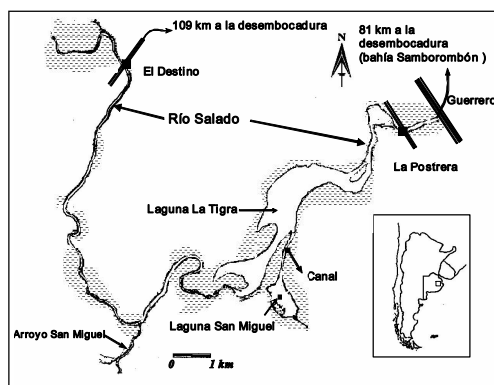 109 km a la desembocadura
81 km a la
desembocadura
(bahía Samborombón )
N
El Destino
Guerrero
Río Salado
La Postrera
Laguna La Tigra
Canal
Laguna San Miguel
Arroyo San Miguel
0 1 km